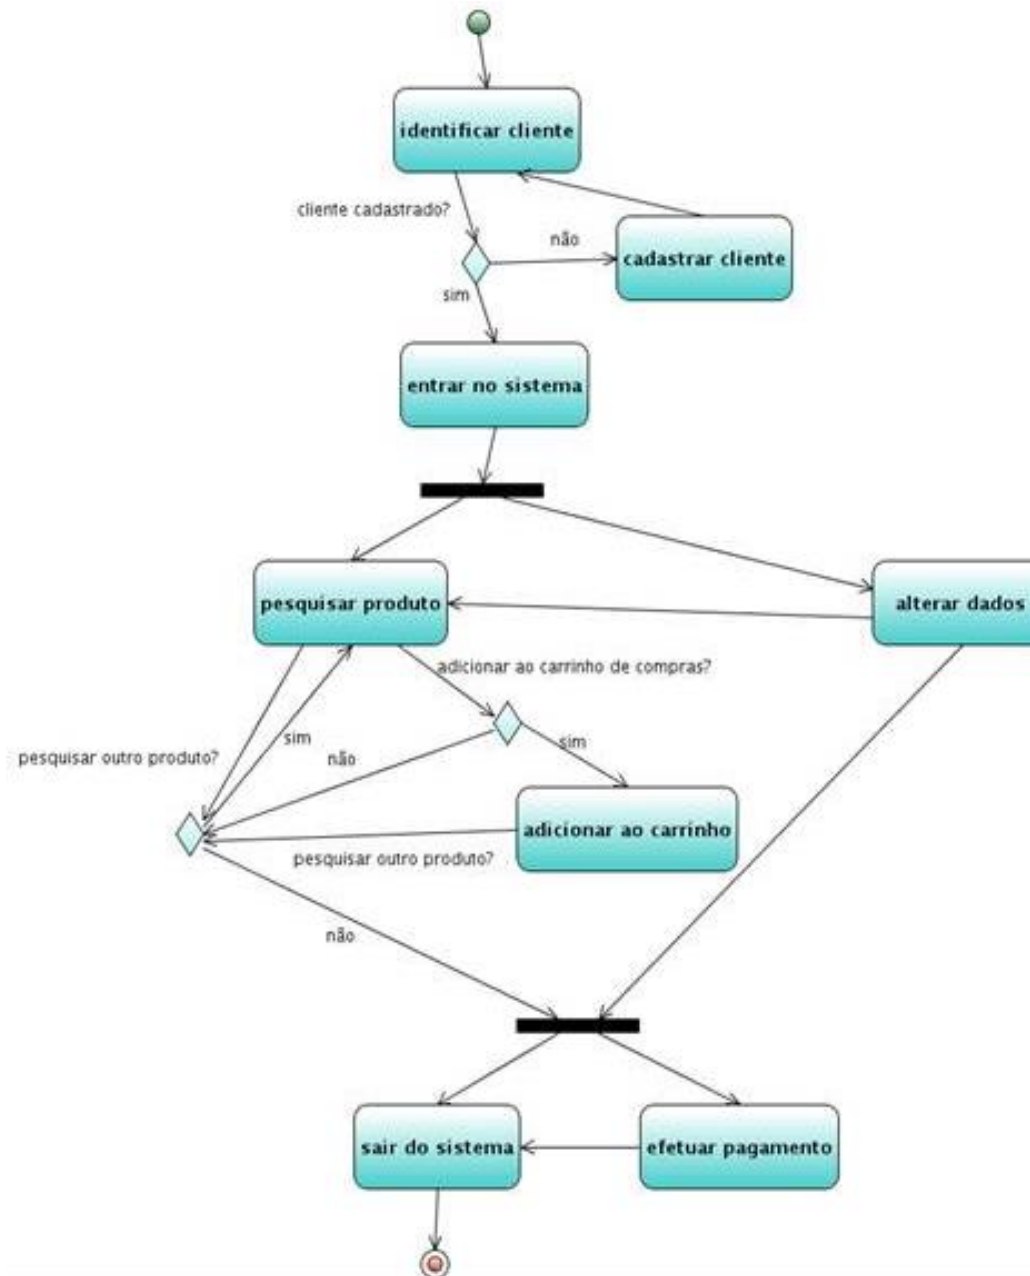 identificar cliente
cliente cadastrado?
não
cadastrar cliente
sim
entrar no sistema
pesquisar produto
alterar dados
adicionar ao carrinho de compras?
sim
sim
pesquisar outro produto?
não
adicionar ao carrinho
pesquisar outro produto?
não
sair do sistema
efetuar pagamento